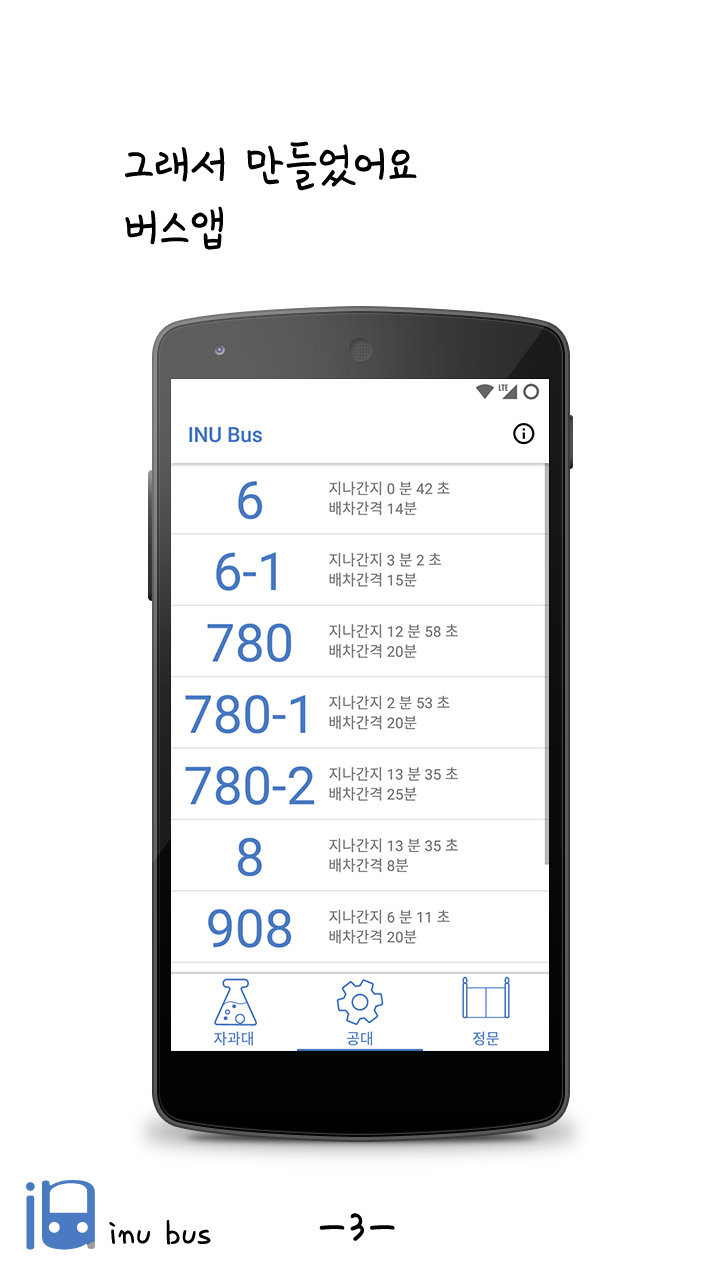 그래서 만들었어요
버스앱
LTE
INU Bus
6
지나간지 0 분 42 초
배차간격 14분
6-1
지나간지 3 분 2 초
배차간격 15분
780
지나간지 12 분 58 초
배차간격 20분
780-1
지나간지 2 분 53 초
배차간격 20분
780-2
지나간지 13 분 35 초
배차간격 25분
8
지나간지 13 분 35 초
배차간격 8분
908
지나간지 6 분 11 초
배차간격 20분
자과대 공대 정문
inu bus
-3-